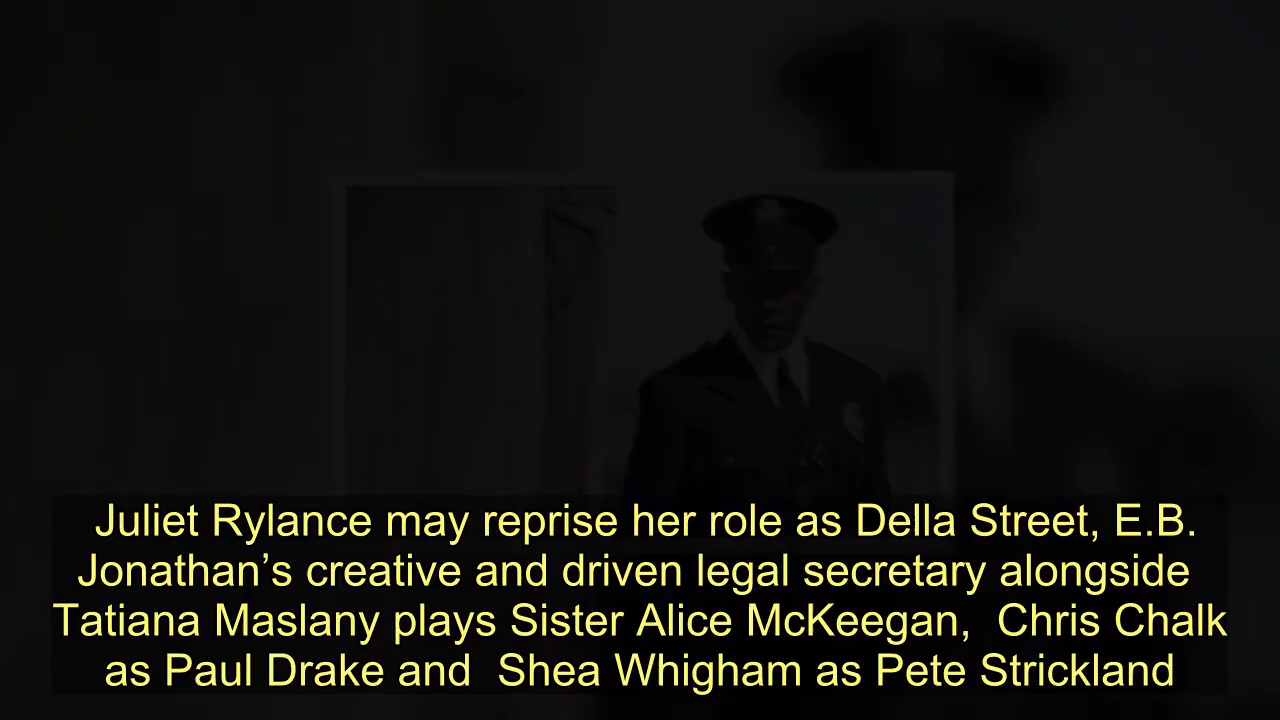 Juliet Rylance may reprise her role as Della Street, E.B.
Jonathan’s creative and driven legal secretary alongside
Tatiana Maslany plays Sister Alice McKeegan,  Chris Chalk
as Paul Drake and  Shea Whigham as Pete Strickland